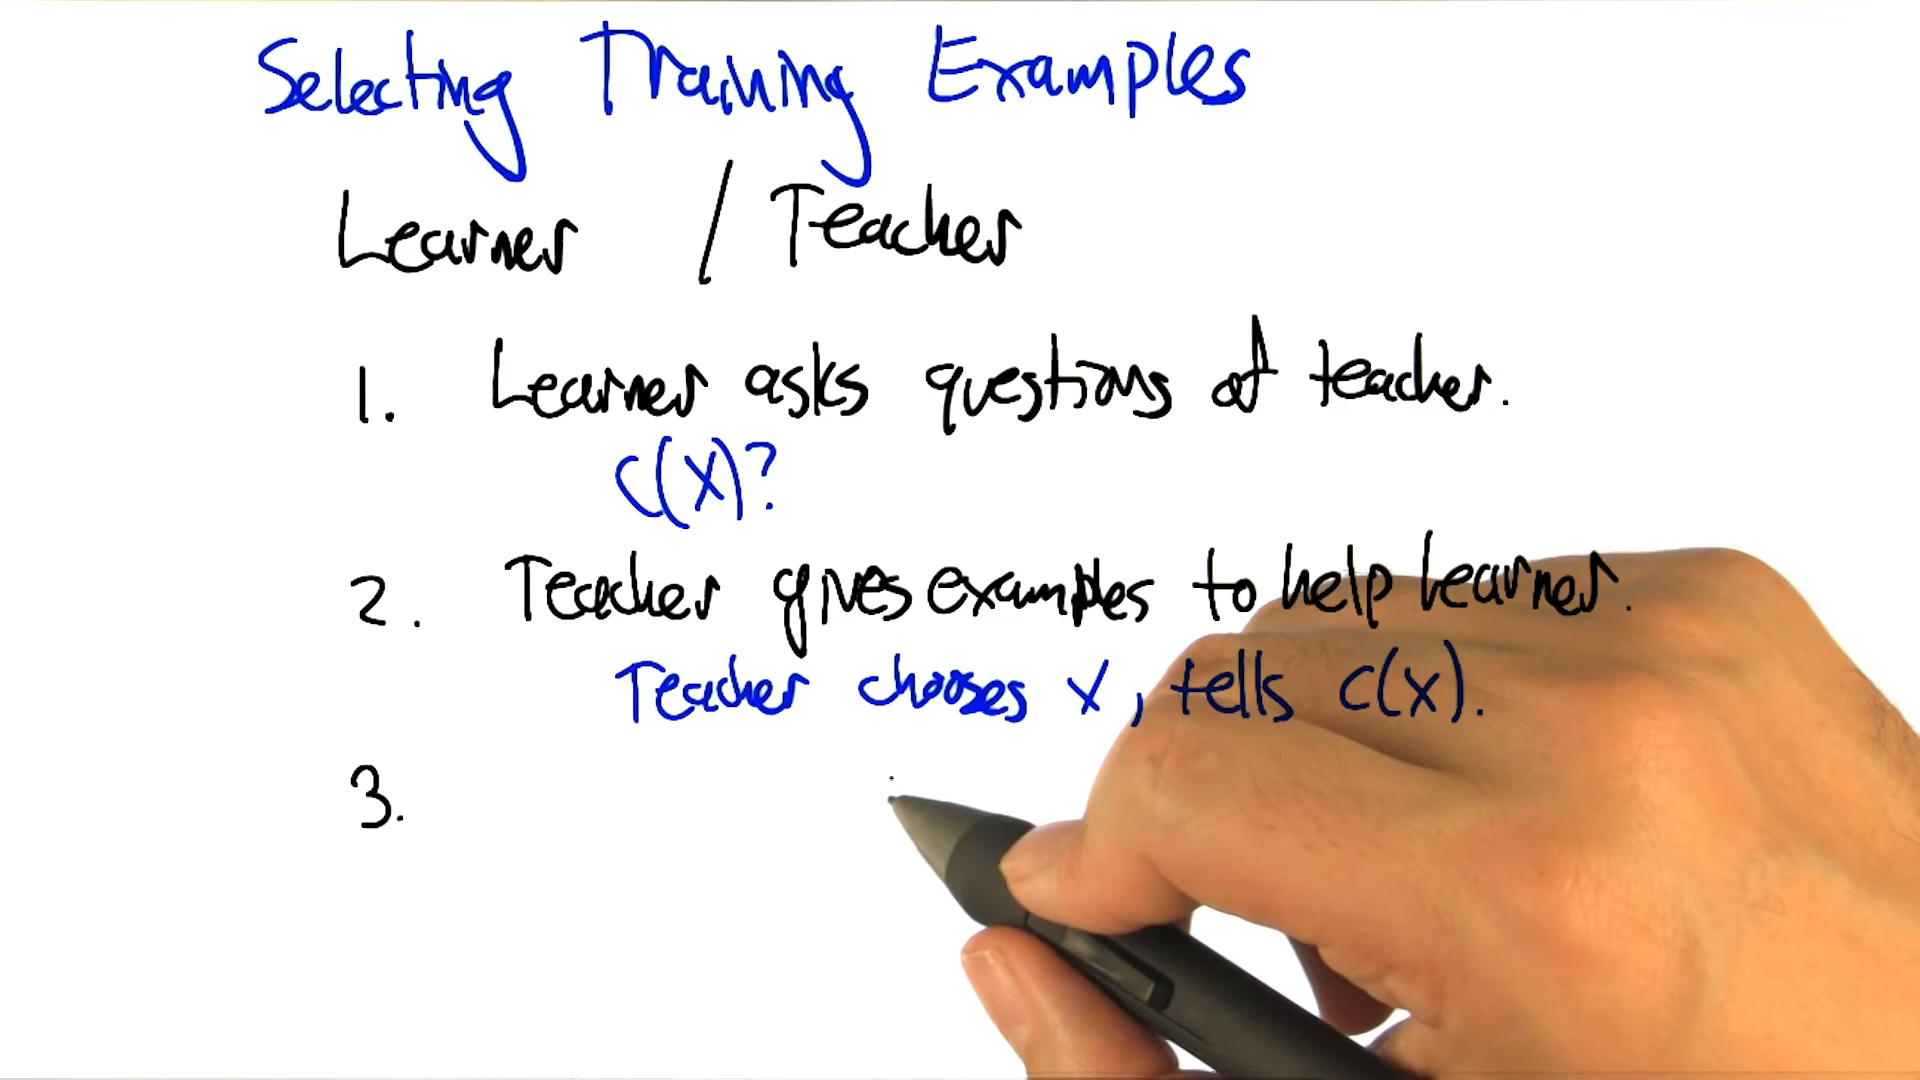 Selecting Training Examples
Learner / Teacher
1. Learner asks questions of teacher.
c(x)?
2. Teacher gives examples to help learner.
Teacher chooses x, tells c(x).
3.